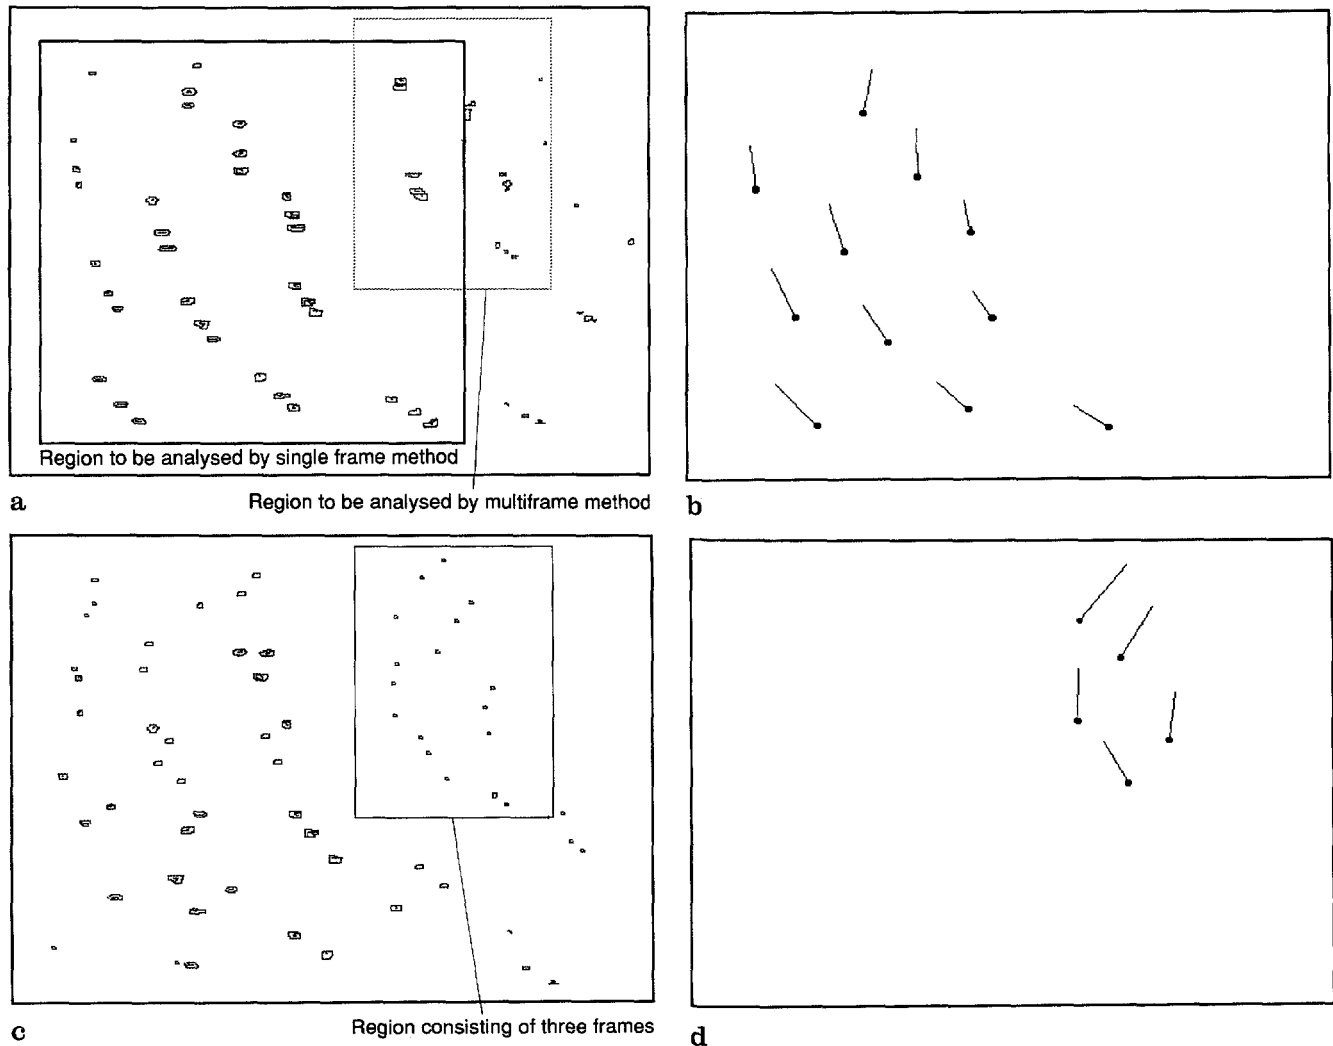 Region to be analysed by single frame method
a
Region to be analysed by multiframe method
b
c
Region consisting of three frames
d